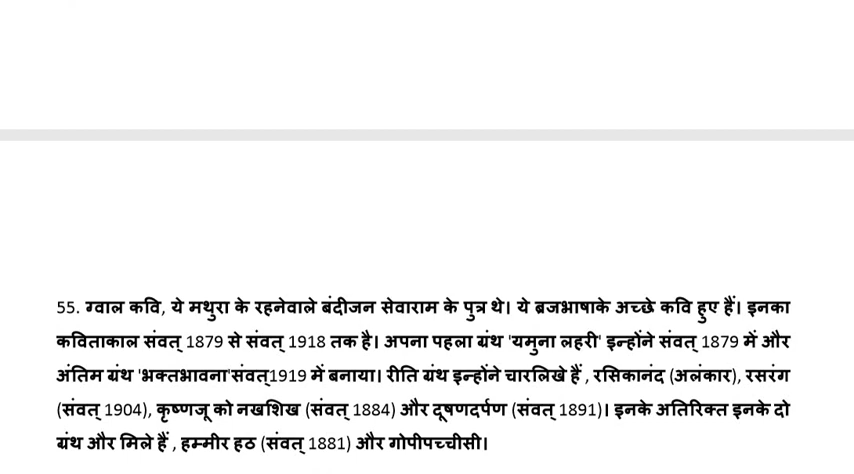 55. ग्वाल कवि, ये मथुरा के रहनेवाले बंदीजन सेवाराम के पुत्र थे। ये ब्रजभाषाके अच्छे कवि हुए हैं। इनका
कविताकाल संवत् 1879 से संवत् 1918 तक है। अपना पहला ग्रंथ 'यमुना लहरी' इन्होंने संवत् 1879 में और
अंतिम ग्रंथ 'भक्तभावना'संवत्1919 में बनाया। रीति ग्रंथ इन्होंने चारलिखे हैं , रसिकानंद (अलंकार), रसरंग
(संवत् 1904), कृष्णजू को नखशिख (संवत् 1884) और दूषणदर्पण (संवत् 1891)। इनके अतिरिक्त इनके दो
ग्रंथ और मिले हैं , हम्मीर हठ (संवत् 1881) और गोपीपच्चीसी।